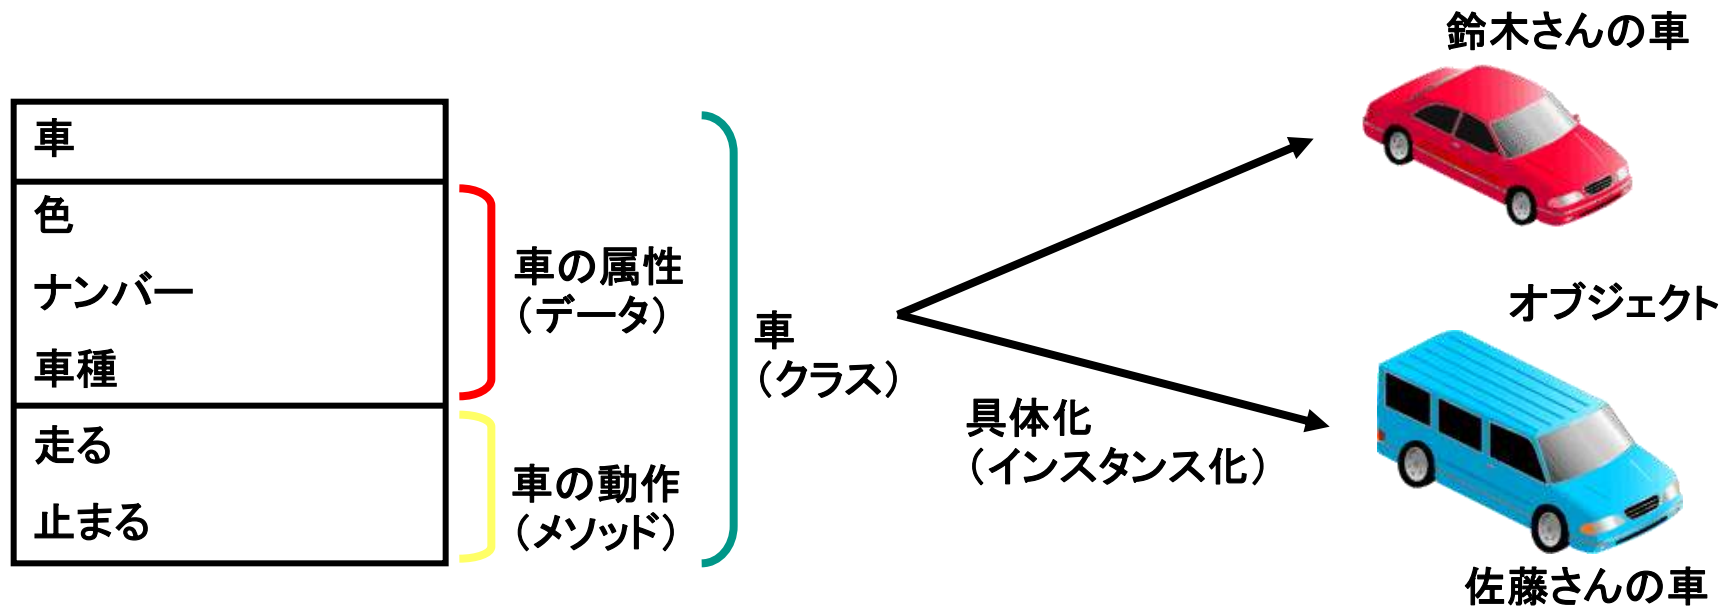 車
色
ナンバー
車種
走る
止まる
車の属性
（データ）
車の動作
（メソッド）
車
（クラス）
具体化
（インスタンス化）
鈴木さんの車
オブジェクト
佐藤さんの車